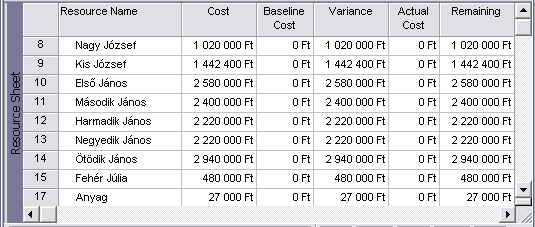 Resource Sheet
Resource Name Cost Baseline Cost Variance Actual Cost Remaining
8 Nagy József 1 020 000 Ft 0 Ft 1 020 000 Ft 0 Ft 1 020 000 Ft
9 Kis József 1 442 400 Ft 0 Ft 1 442 400 Ft 0 Ft 1 442 400 Ft
10 Első János 2 580 000 Ft 0 Ft 2 580 000 Ft 0 Ft 2 580 000 Ft
11 Második János 2 400 000 Ft 0 Ft 2 400 000 Ft 0 Ft 2 400 000 Ft
12 Harmadik János 2 220 000 Ft 0 Ft 2 220 000 Ft 0 Ft 2 220 000 Ft
13 Negyedik János 2 220 000 Ft 0 Ft 2 220 000 Ft 0 Ft 2 220 000 Ft
14 Ötödik János 2 940 000 Ft 0 Ft 2 940 000 Ft 0 Ft 2 940 000 Ft
15 Fehér Júlia 480 000 Ft 0 Ft 480 000 Ft 0 Ft 480 000 Ft
17 Anyag 27 000 Ft 0 Ft 27 000 Ft 0 Ft 27 000 Ft